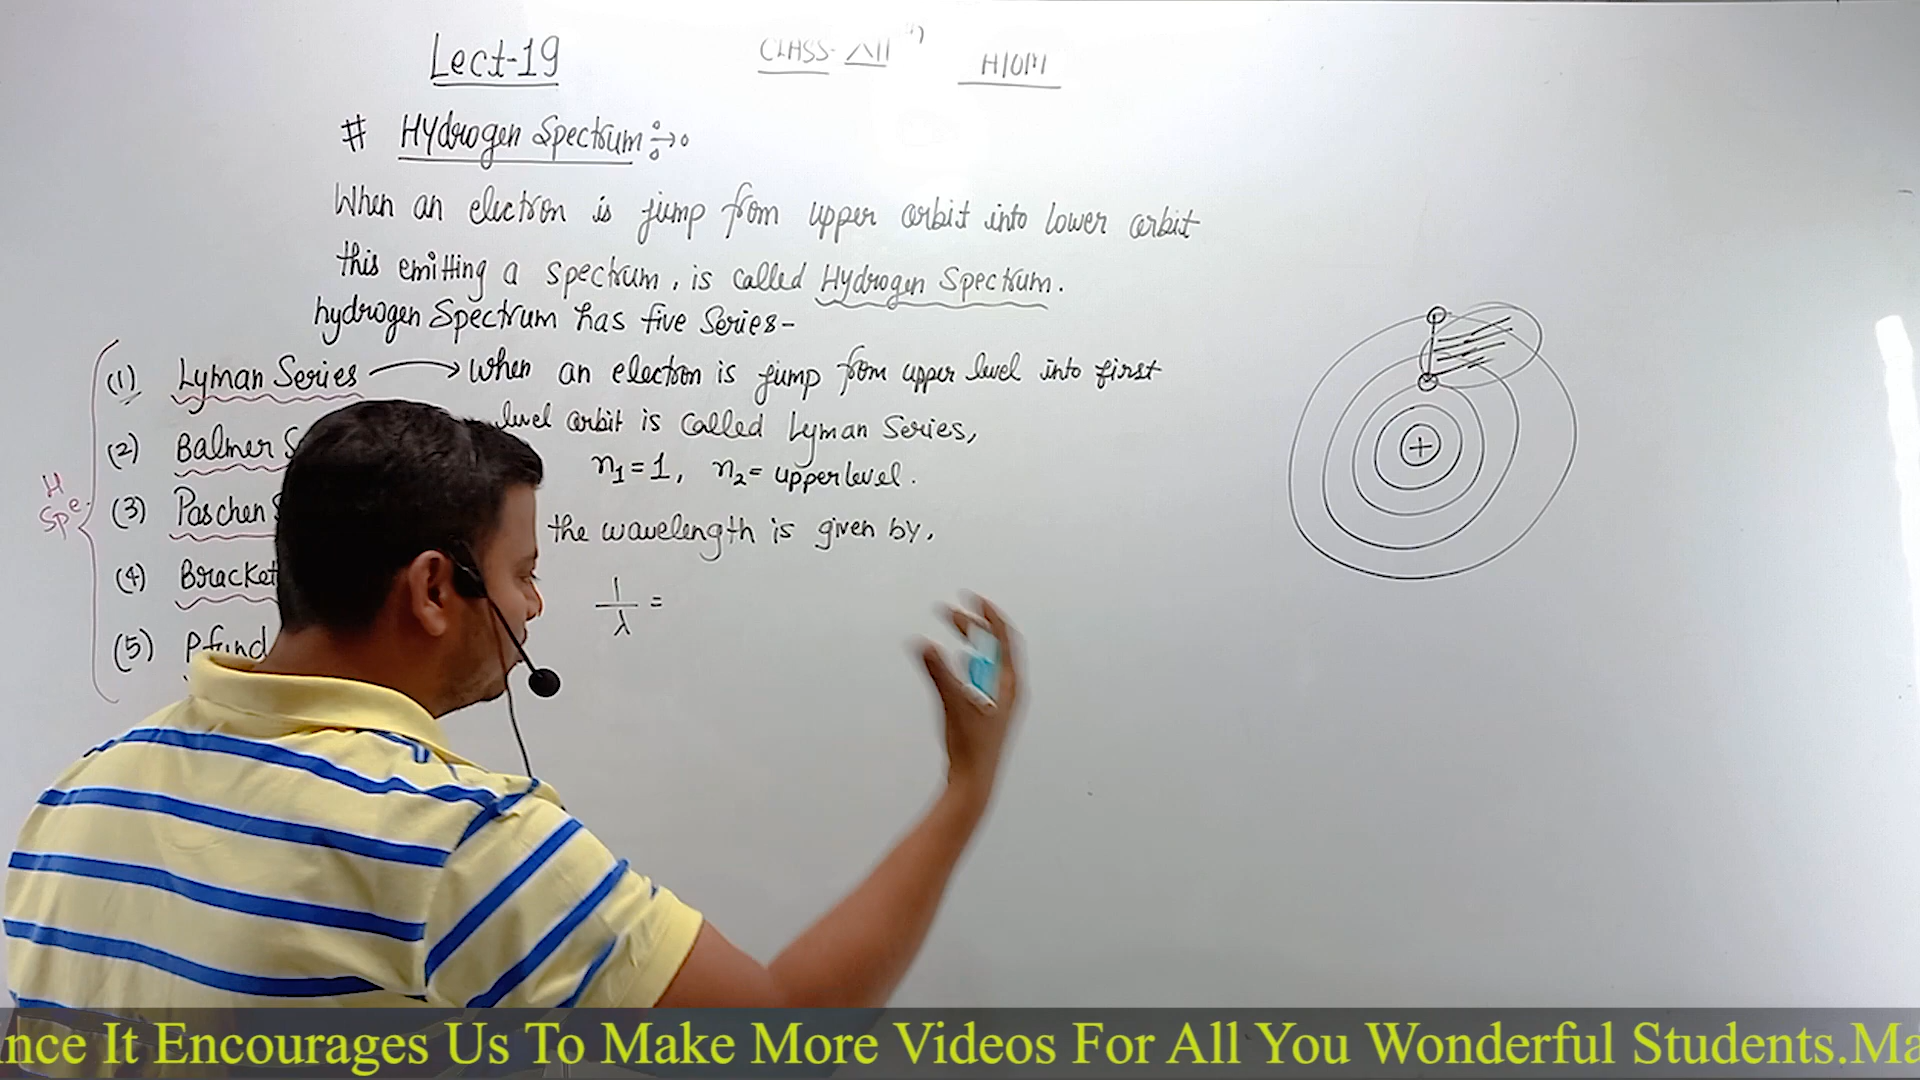 Lect-19
CLASS- XII
ATOM
# Hydrogen Spectrum
When an electron is jump from upper orbit into lower orbit
this emitting a spectrum, is called Hydrogen Spectrum.
hydrogen Spectrum has five Series-
(1) Lyman Series → When an electron is jump from upper level into first
level orbit is called Lyman Series,
(2) Balmer S
n₁ = 1, n₂ = upper level.
H
Spe.
(3) Paschen S
the wavelength is given by,
(4) Bracket
1/λ =
(5) Pfund
+
nce It Encourages Us To Make More Videos For All You Wonderful Students.Ma